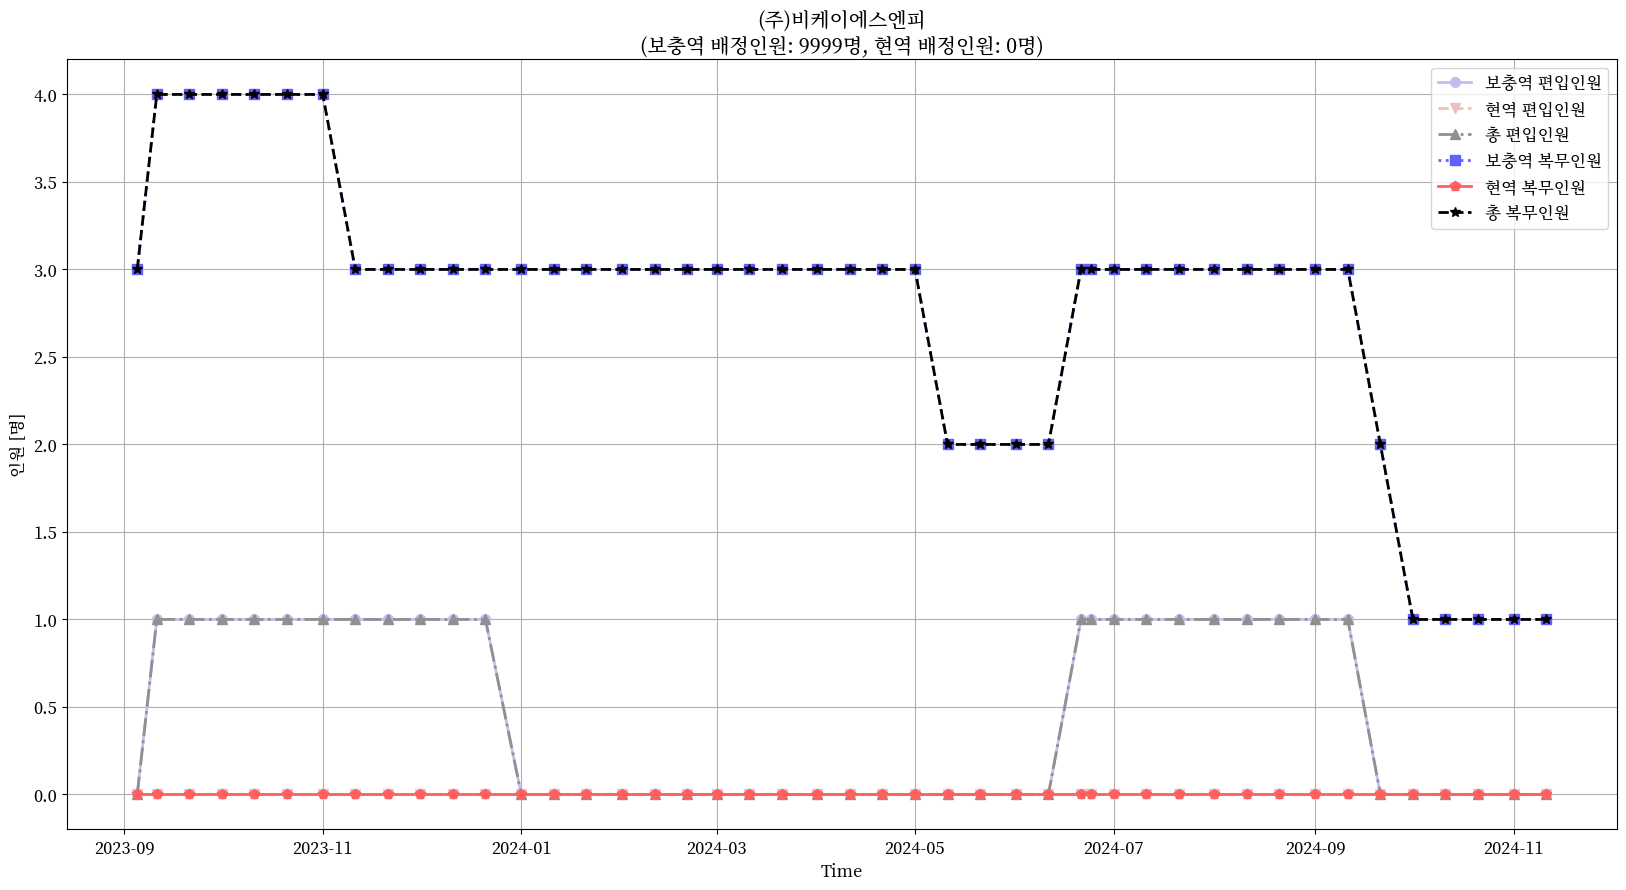 (주)비케이에스엔피
(보충역 배정인원: 9999명, 현역 배정인원: 0명)
보충역 편입인원
현역 편입인원
총 편입인원
보충역 복무인원
현역 복무인원
총 복무인원
인원 [명]
4.0
3.5
3.0
2.5
2.0
1.5
1.0
0.5
0.0
2023-09 2023-11 2024-01 2024-03 2024-05 2024-07 2024-09 2024-11
Time